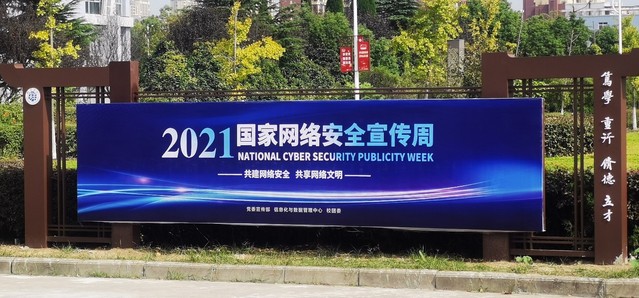 2021国家网络安全宣传周
NATIONAL CYBER SECURITY PUBLICITY WEEK
共建网络安全 共享网络文明
党委宣传部 信息化与数据管理中心 校团委
笃學 重行 脩德 立才